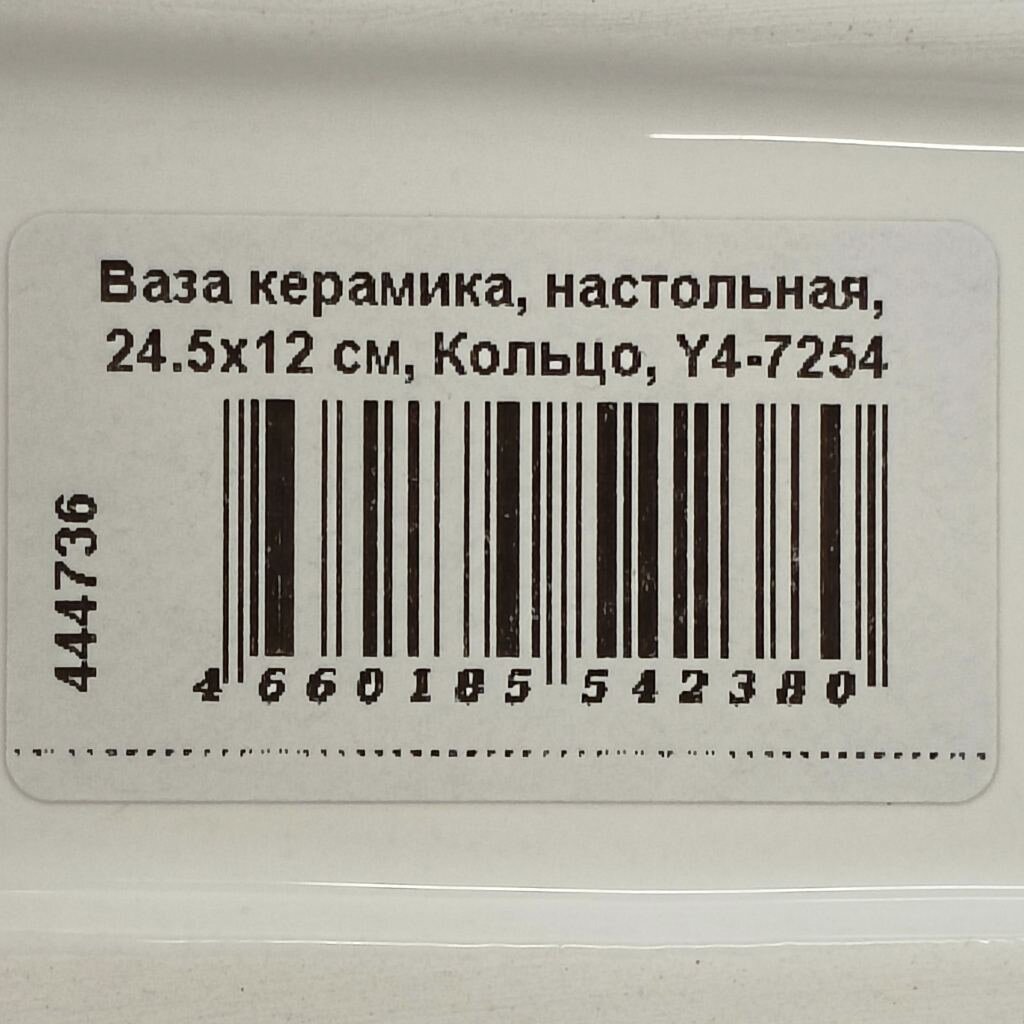 Ваза керамика, настольная,
24.5x12 см, Кольцо, Y4-7254
444736
4 660185 542380